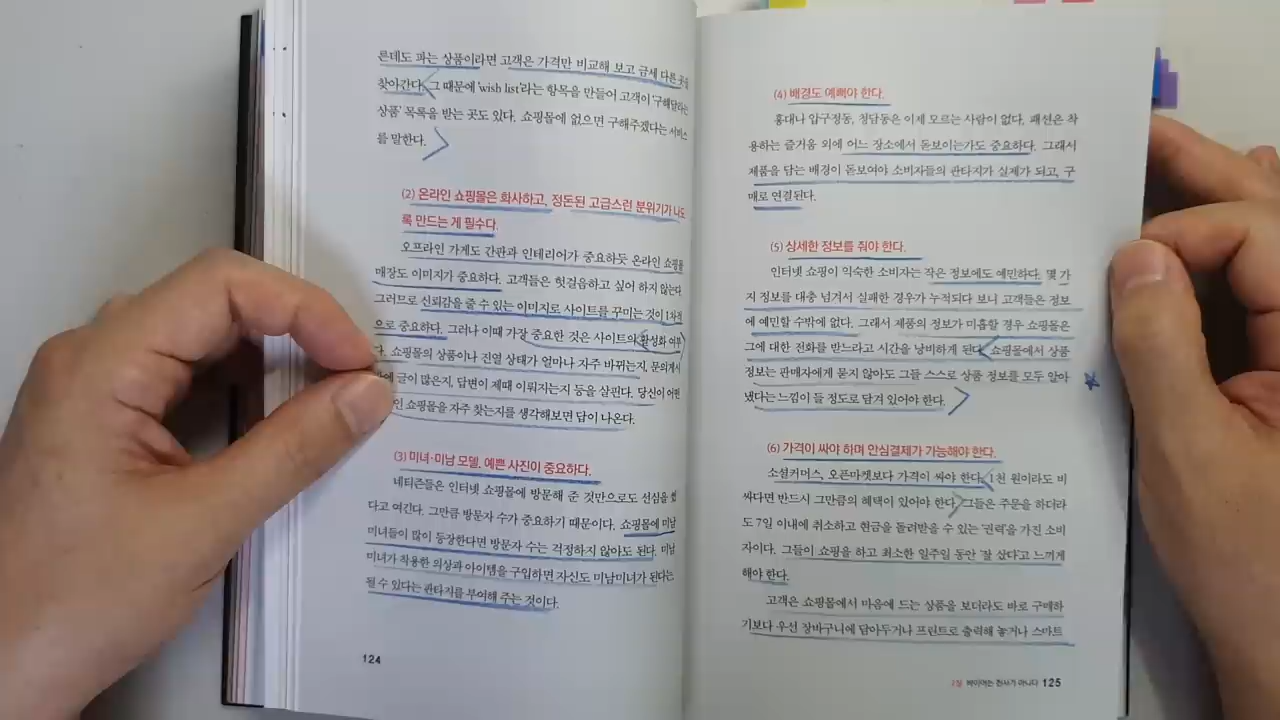 른데도 파는 상품이라면 고객은 가격만 비교해 보고 금세 다른 곳을
찾아간다. 그 때문에 'wish list'라는 항목을 만들어 고객이 '구해달라는
상품' 목록을 받는 곳도 있다. 쇼핑몰에 없으면 구해주겠다는 서비스
를 말한다.
(2) 온라인 쇼핑몰은 화사하고, 정돈된 고급스런 분위기가 나도
록 만드는 게 필수다.
오프라인 가게도 간판과 인테리어가 중요하듯 온라인 쇼핑몰
매장도 이미지가 중요하다. 고객들은 헛걸음하고 싶어 하지 않는다.
그러므로 신뢰감을 줄 수 있는 이미지로 사이트를 꾸미는 것이 1차적
으로 중요하다. 그러나 이때 가장 중요한 것은 사이트의 활성화 여부
다. 쇼핑몰의 상품이나 진열 상태가 얼마나 자주 바뀌는지, 문의게시
판에 글이 많은지, 답변이 제때 이뤄지는지 등을 살핀다. 당신이 어떤
인 쇼핑몰을 자주 찾는지를 생각해보면 답이 나온다.
(3) 미녀·미남 모델, 예쁜 사진이 중요하다.
네티즌들은 인터넷 쇼핑몰에 방문해 준 것만으로도 선심을 썼
다고 여긴다. 그만큼 방문자 수가 중요하기 때문이다. 쇼핑몰에 미남
미녀들이 많이 등장한다면 방문자 수는 걱정하지 않아도 된다. 미남
미녀가 착용한 의상과 아이템을 구입하면 자신도 미남미녀가 된다는
될 수 있다는 판타지를 부여해 주는 것이다.
124
(4) 배경도 예뻐야 한다.
홍대나 압구정동, 청담동은 이제 모르는 사람이 없다. 패션은 착
용하는 즐거움 외에 어느 장소에서 돋보이는가도 중요하다. 그래서
제품을 담는 배경이 돋보여야 소비자들의 판타지가 실제가 되고, 구
매로 연결된다.
(5) 상세한 정보를 줘야 한다.
인터넷 쇼핑이 익숙한 소비자는 작은 정보에도 예민하다. 몇 가
지 정보를 대충 넘겨서 실패한 경우가 누적되다 보니 고객들은 정보
에 예민할 수밖에 없다. 그래서 제품의 정보가 미흡할 경우 쇼핑몰은
그에 대한 전화를 받느라고 시간을 낭비하게 된다. 쇼핑몰에서 상품
정보는 판매자에게 묻지 않아도 그들 스스로 상품 정보를 모두 알아
냈다는 느낌이 들 정도로 담겨 있어야 한다.
(6) 가격이 싸야 하며 안심결제가 가능해야 한다.
소셜커머스, 오픈마켓보다 가격이 싸야 한다. 1천 원이라도 비
싸다면 반드시 그만큼의 혜택이 있어야 한다. 그들은 주문을 하더라
도 7일 이내에 취소하고 현금을 돌려받을 수 있는 '권력'을 가진 소비
자이다. 그들이 쇼핑을 하고 최소한 일주일 동안 '잘 샀다'고 느끼게
해야 한다.
고객은 쇼핑몰에서 마음에 드는 상품을 보더라도 바로 구매하
기보다 우선 장바구니에 담아두거나 프린트로 출력해 놓거나 스마트
2장 바이어는 천사가 아니다 125